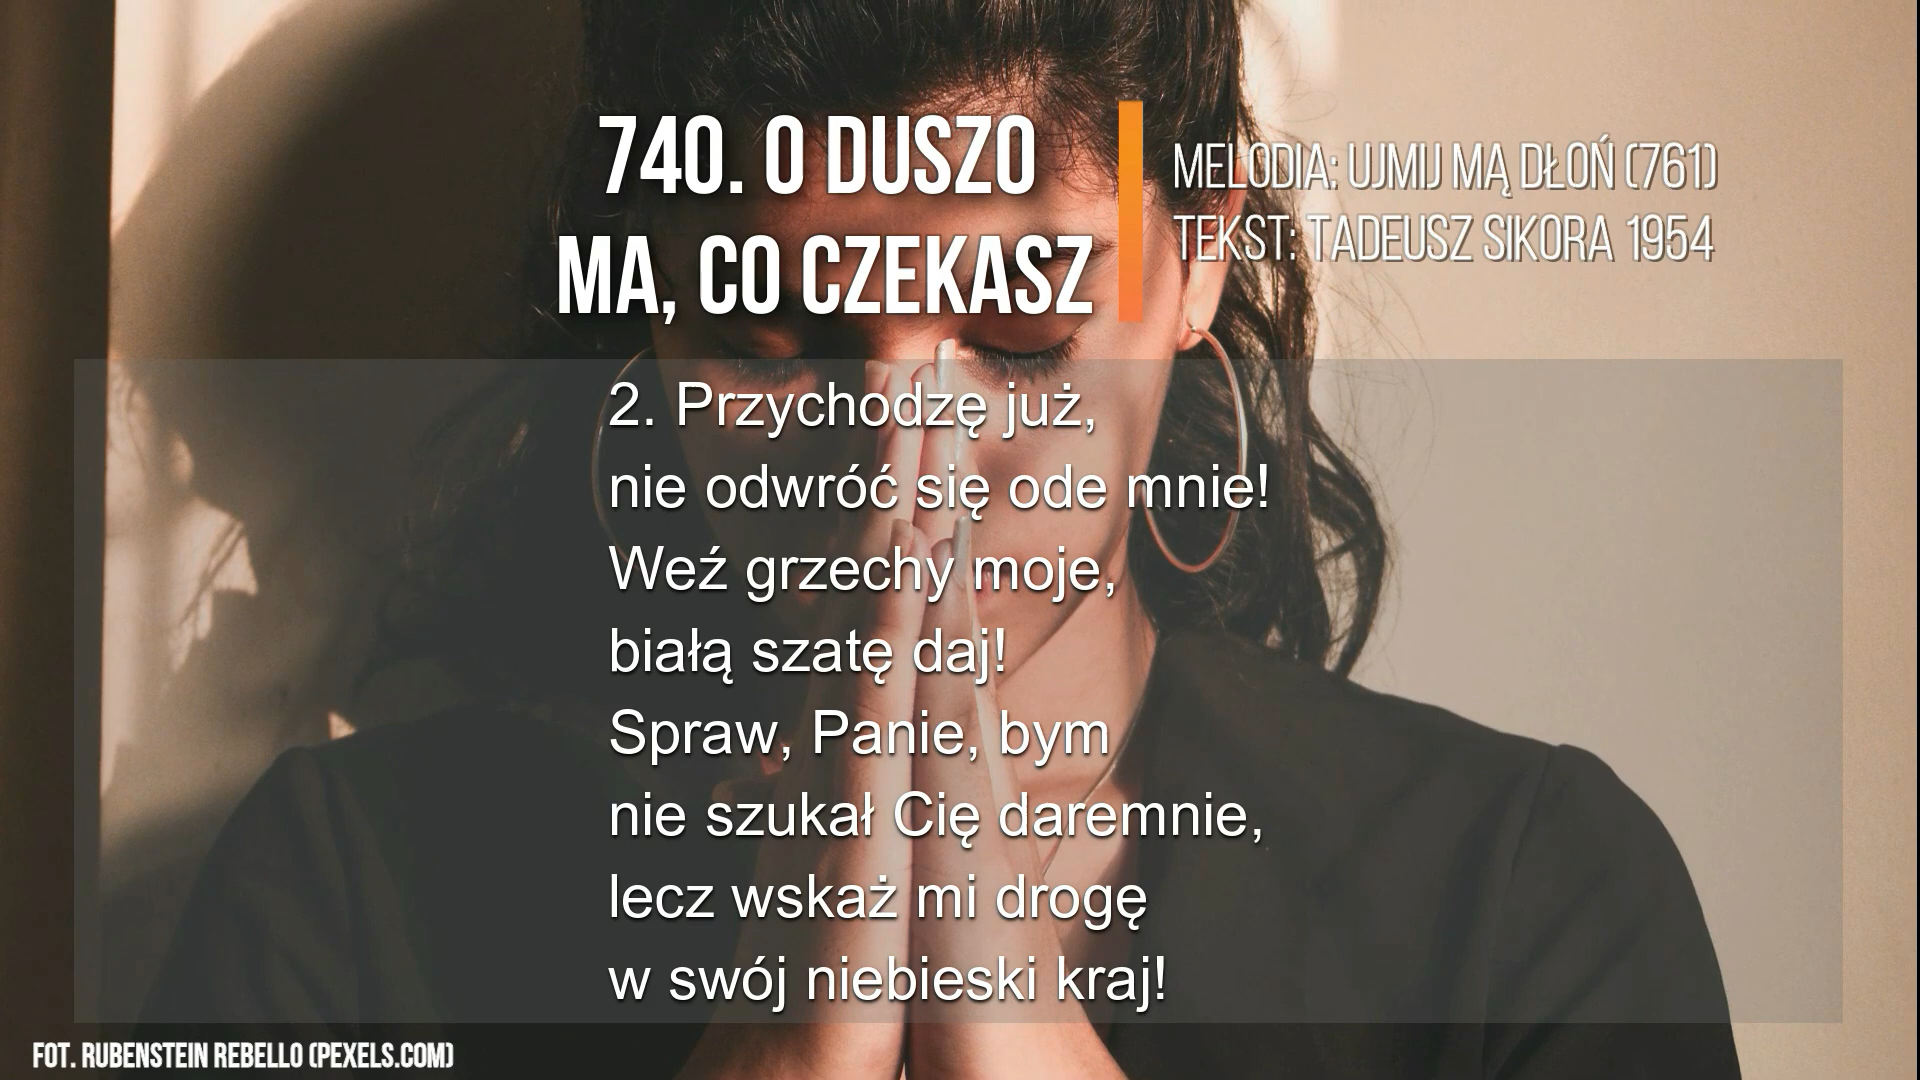 740. O DUSZO
MA, CO CZEKASZ
MELODIA: UJMIJ MĄ DŁOŃ (761)
TEKST: TADEUSZ SIKORA 1954
2. Przychodzę już,
nie odwróć się ode mnie!
Weź grzechy moje,
białą szatę daj!
Spraw, Panie, bym
nie szukał Cię daremnie,
lecz wskaż mi drogę
w swój niebieski kraj!
FOT. RUBENSTEIN REBELLO (PEXELS.COM)